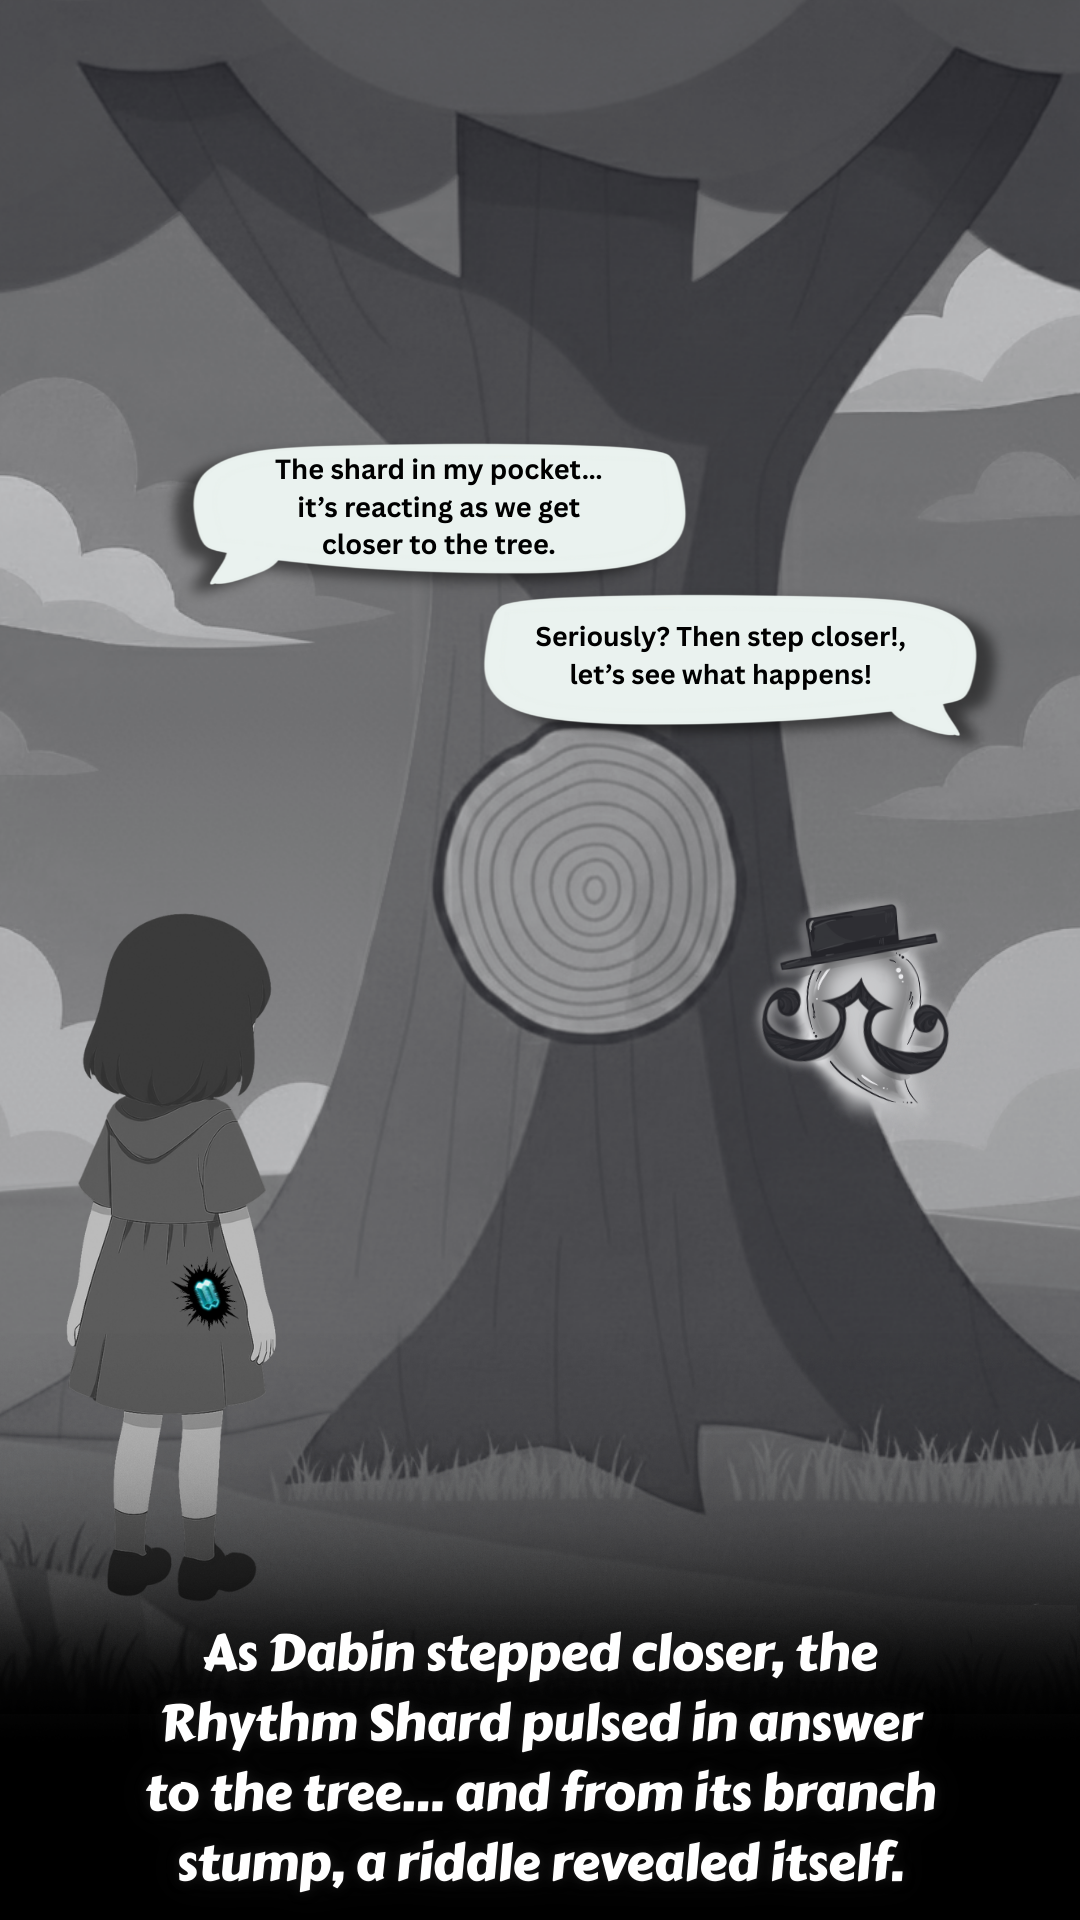 The shard in my pocket...
it’s reacting as we get
closer to the tree.
Seriously? Then step closer!,
let’s see what happens!
As Dabin stepped closer, the
Rhythm Shard pulsed in answer
to the tree... and from its branch
stump, a riddle revealed itself.